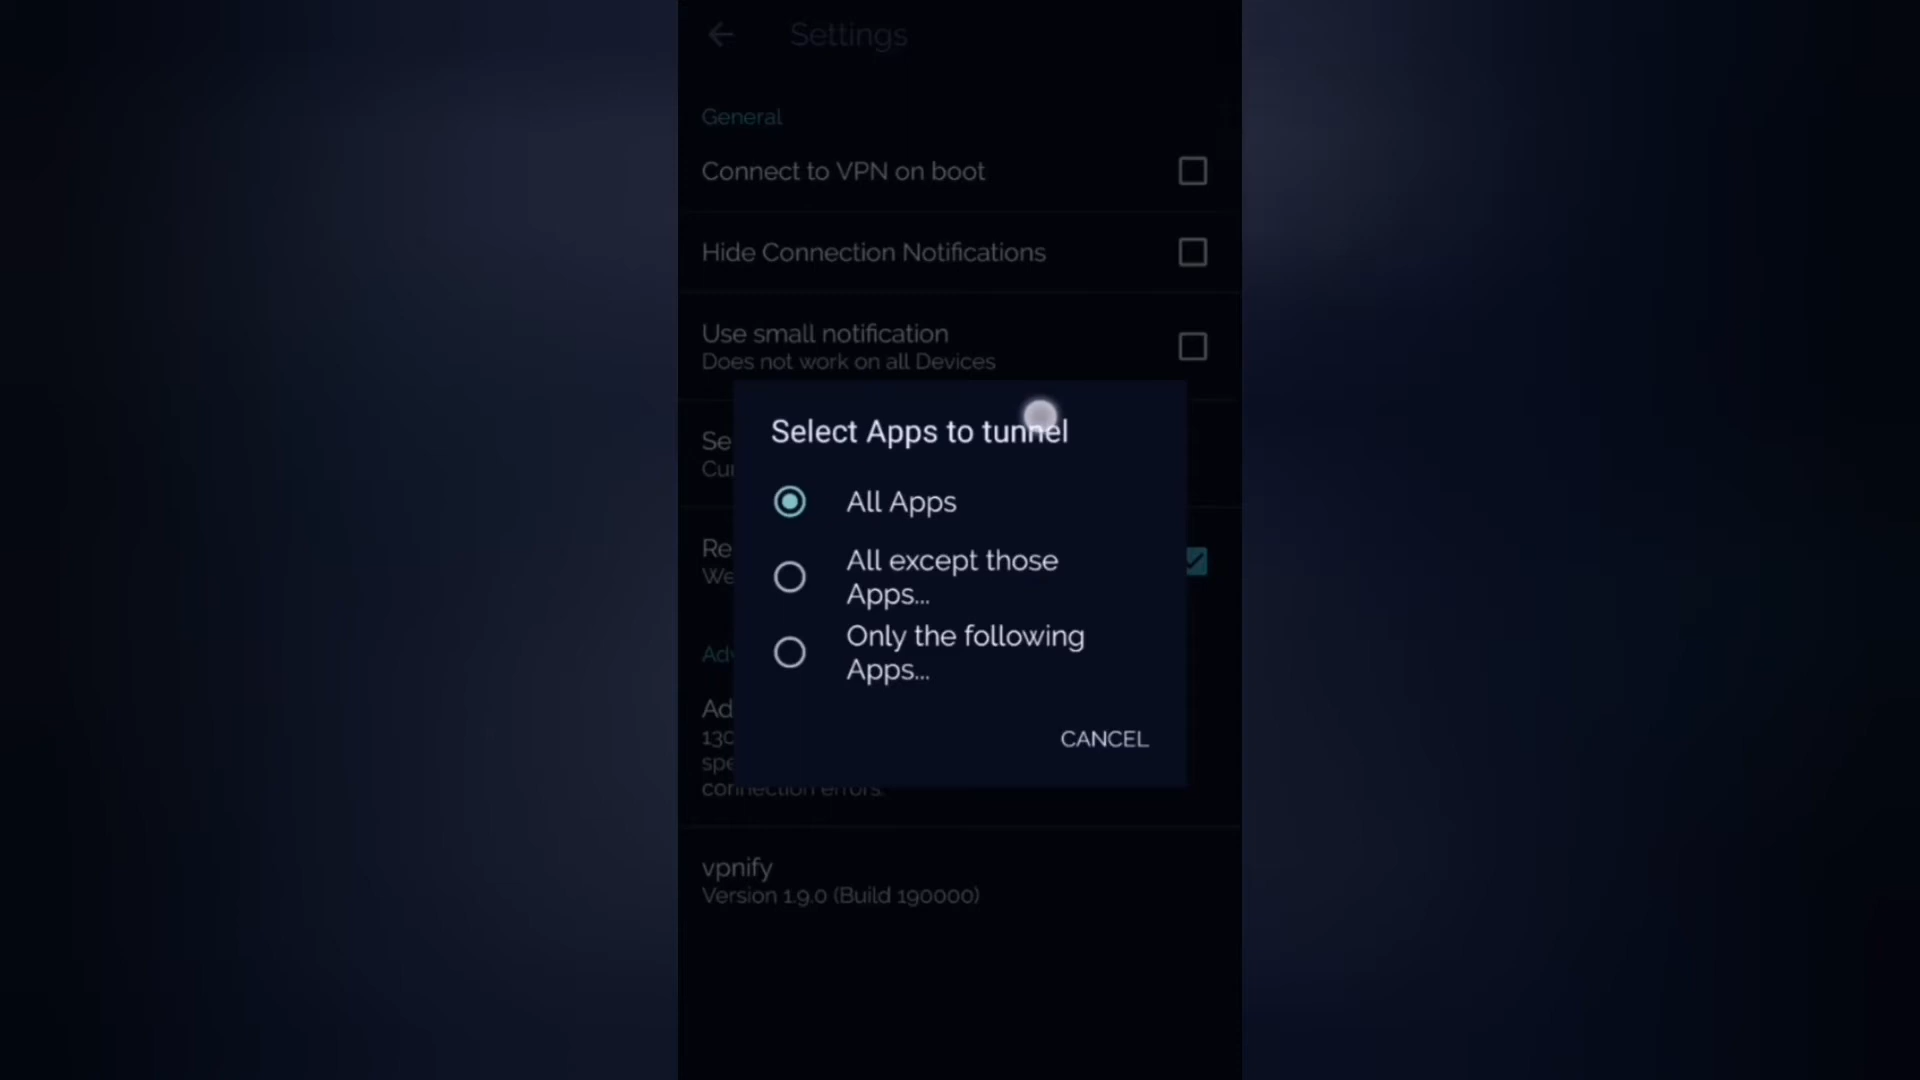 Settings
General
Connect to VPN on boot
Hide Connection Notifications
Use small notification
Does not work on all Devices
Select Apps to tunnel
All Apps
All except those
Apps...
Only the following
Apps...
CANCEL
connection errors.
vpnify
Version 1.9.0 (Build 190000)